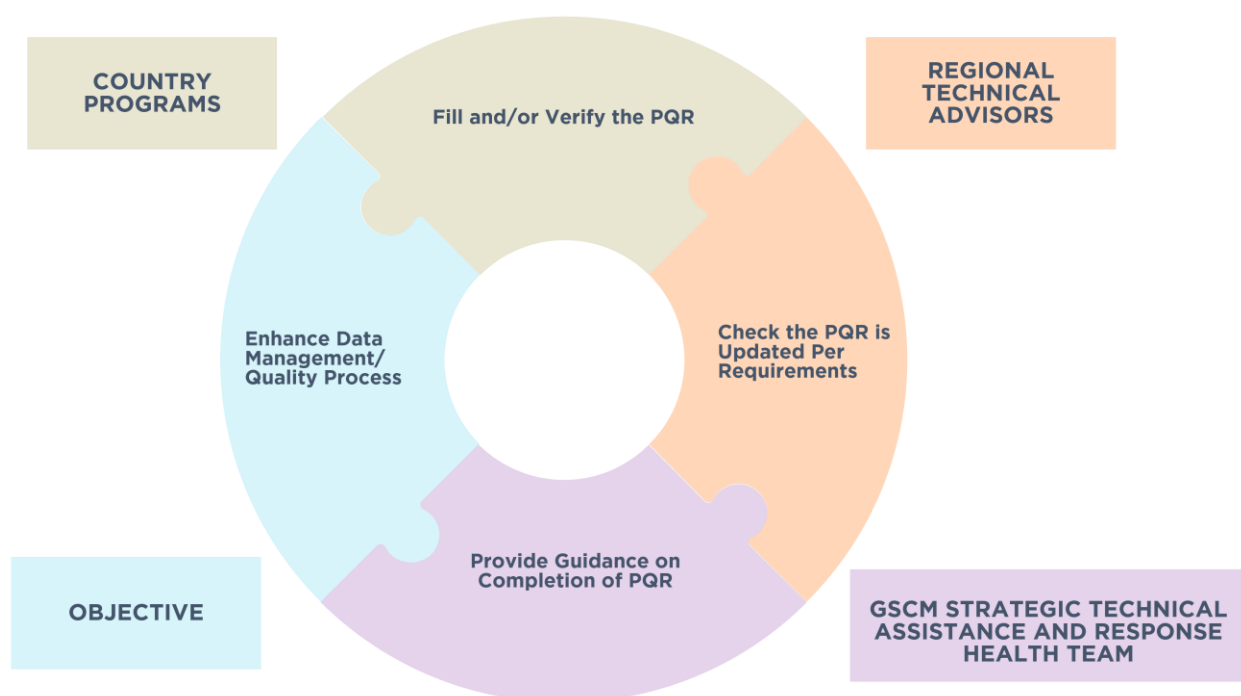 COUNTRY
PROGRAMS
Fill and/or Verify the PQR
REGIONAL
TECHNICAL
ADVISORS
Enhance Data
Management/
Quality Process
Check the PQR is
Updated Per
Requirements
Provide Guidance on
Completion of PQR
OBJECTIVE
GSCM STRATEGIC TECHNICAL
ASSISTANCE AND RESPONSE
HEALTH TEAM